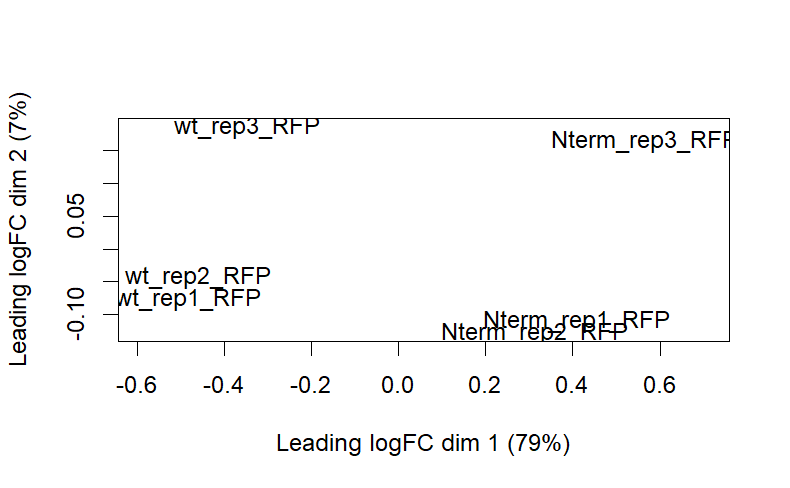 Leading logFC dim 2 (7%)
0.05
-0.10
wt_rep3_RFP
Nterm_rep3_RFP
wt_rep2_RFP
wt_rep1_RFP
Nterm_rep1_RFP
Nterm_rep2_RFP
-0.6 -0.4 -0.2 0.0 0.2 0.4 0.6
Leading logFC dim 1 (79%)